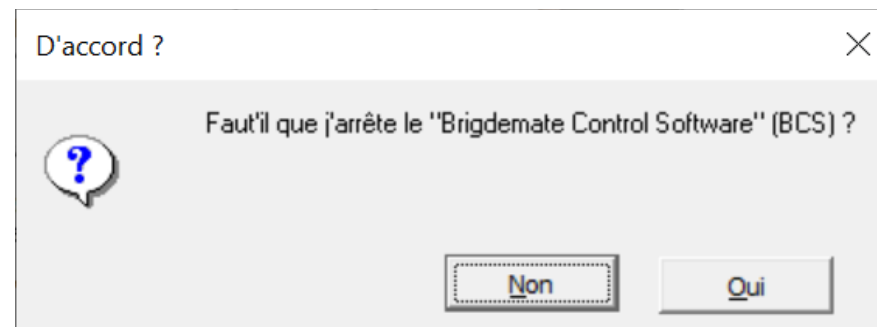 D'accord ?
Faut'il que j'arrête le "Brigdemate Control Software" (BCS) ?
Non
Oui